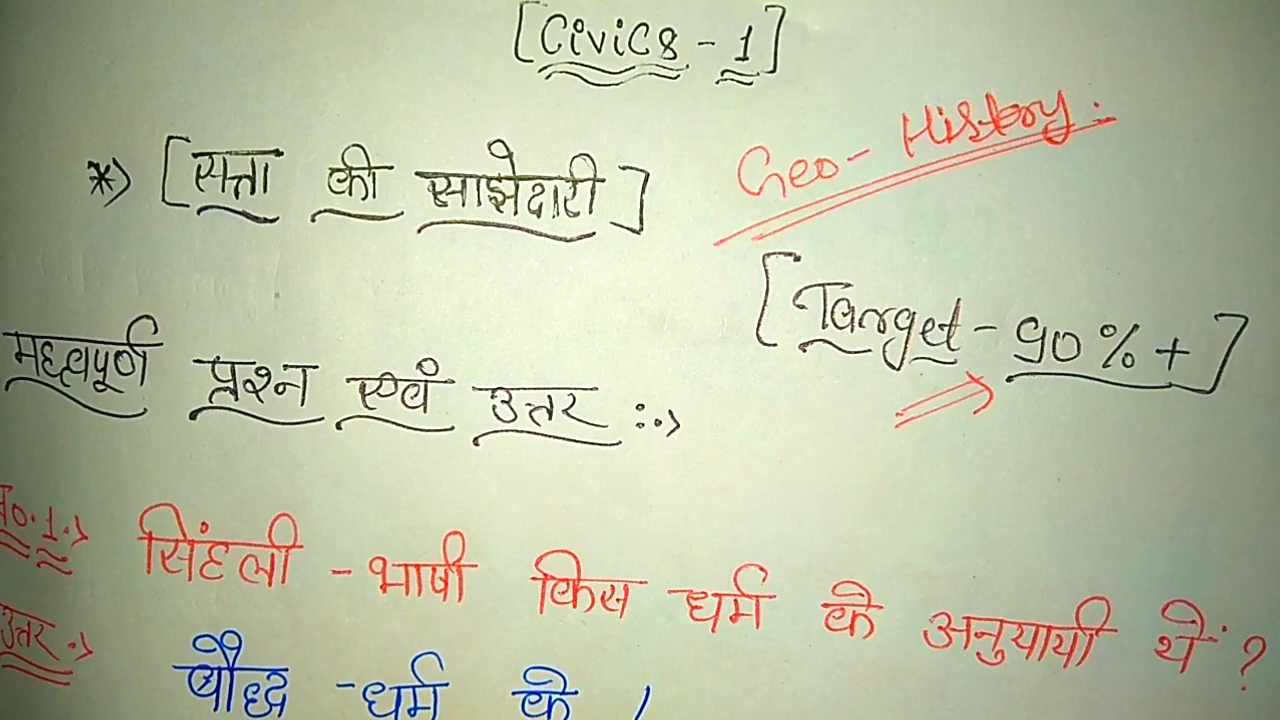 [Civics - 1]
Geo - History.
*> [सत्ता की साझेदारी]
[Target - 90 % +]
महत्वपूर्ण प्रश्न एवं उत्तर :->
प्र0.1.> सिंहली - भाषी किस धर्म के अनुयायी थें ?
उत्तर.> बौद्ध - धर्म के ।